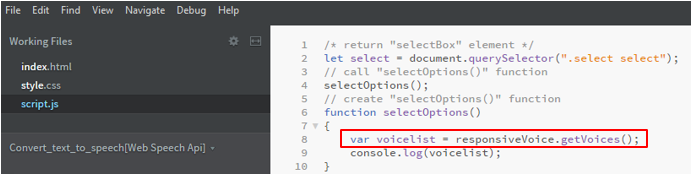 File Edit Find View Navigate Debug Help
Working Files
index.html
style.css
script.js
Convert_text_to_speech[Web Speech Api]
1 /* return "selectBox" element */
2 let select = document.querySelector(".select select");
3 // call "selectOptions()" function
4 selectOptions();
5 // create "selectOptions()" function
6 function selectOptions()
7 {
8 var voicelist = responsiveVoice.getVoices();
9 console.log(voicelist);
10 }